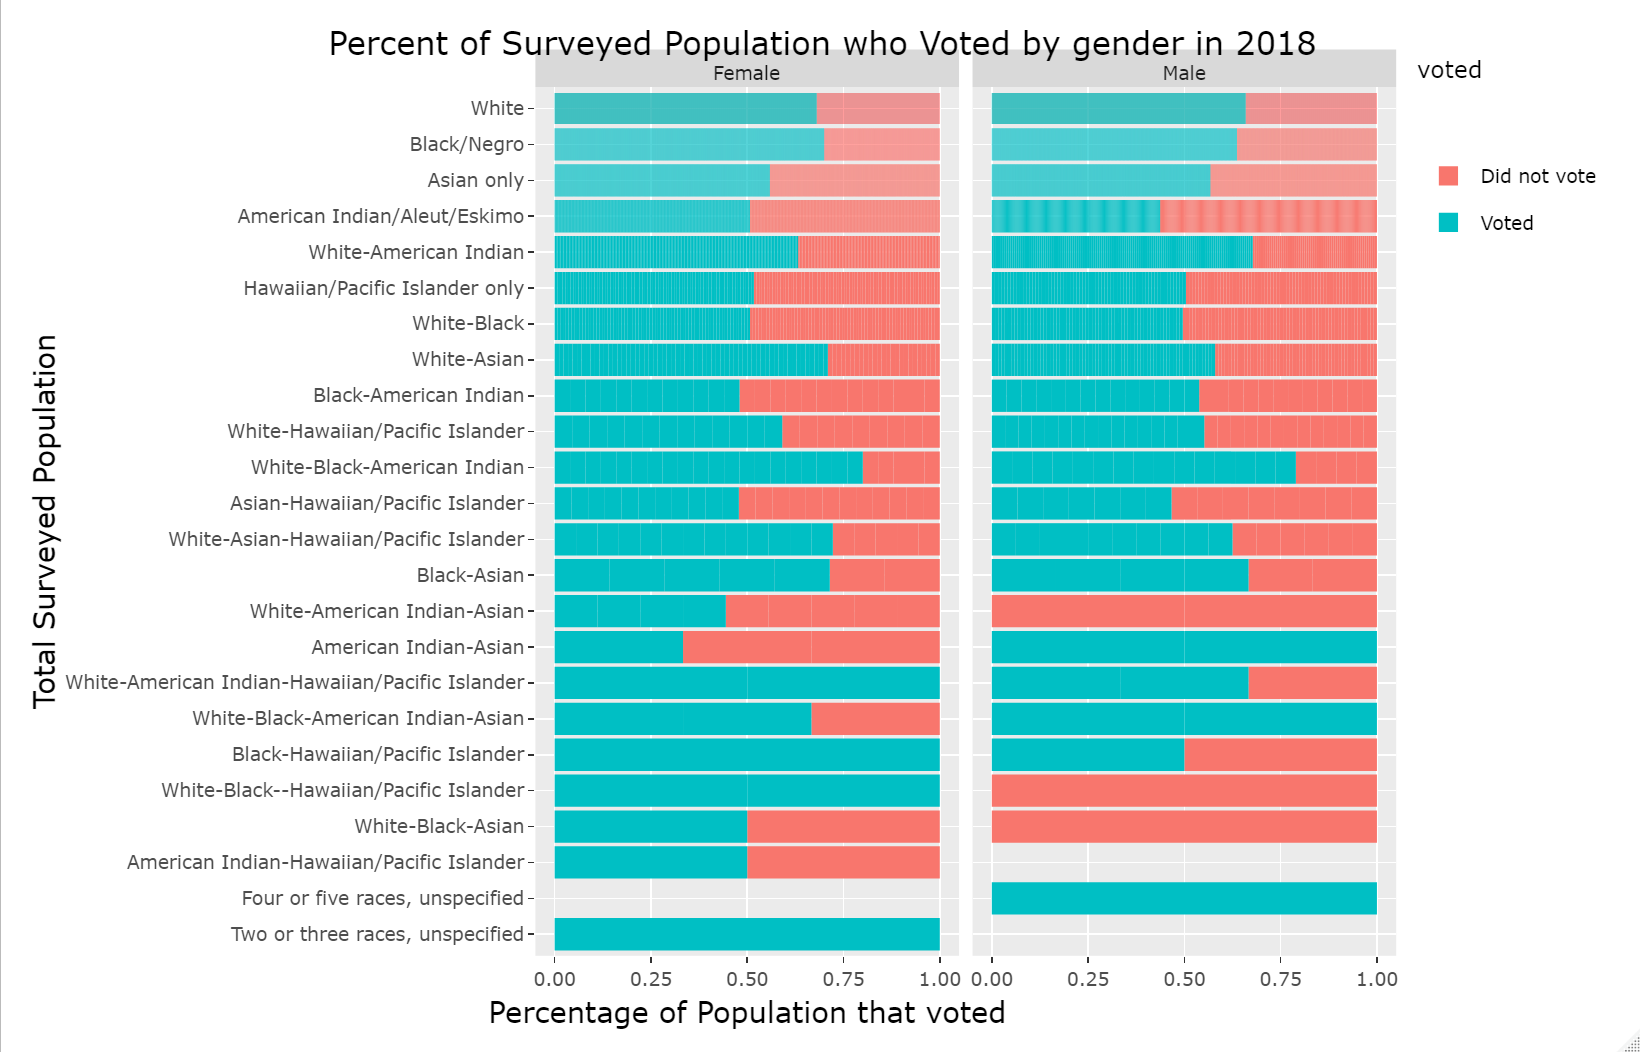 Percent of Surveyed Population who Voted by gender in 2018
Female
Male
voted
Did not vote
Voted
Total Surveyed Population
White
Black/Negro
Asian only
American Indian/Aleut/Eskimo
White-American Indian
Hawaiian/Pacific Islander only
White-Black
White-Asian
Black-American Indian
White-Hawaiian/Pacific Islander
White-Black-American Indian
Asian-Hawaiian/Pacific Islander
White-Asian-Hawaiian/Pacific Islander
Black-Asian
White-American Indian-Asian
American Indian-Asian
White-American Indian-Hawaiian/Pacific Islander
White-Black-American Indian-Asian
Black-Hawaiian/Pacific Islander
White-Black--Hawaiian/Pacific Islander
White-Black-Asian
American Indian-Hawaiian/Pacific Islander
Four or five races, unspecified
Two or three races, unspecified
0.00 0.25 0.50 0.75 1.00 0.00 0.25 0.50 0.75 1.00
Percentage of Population that voted